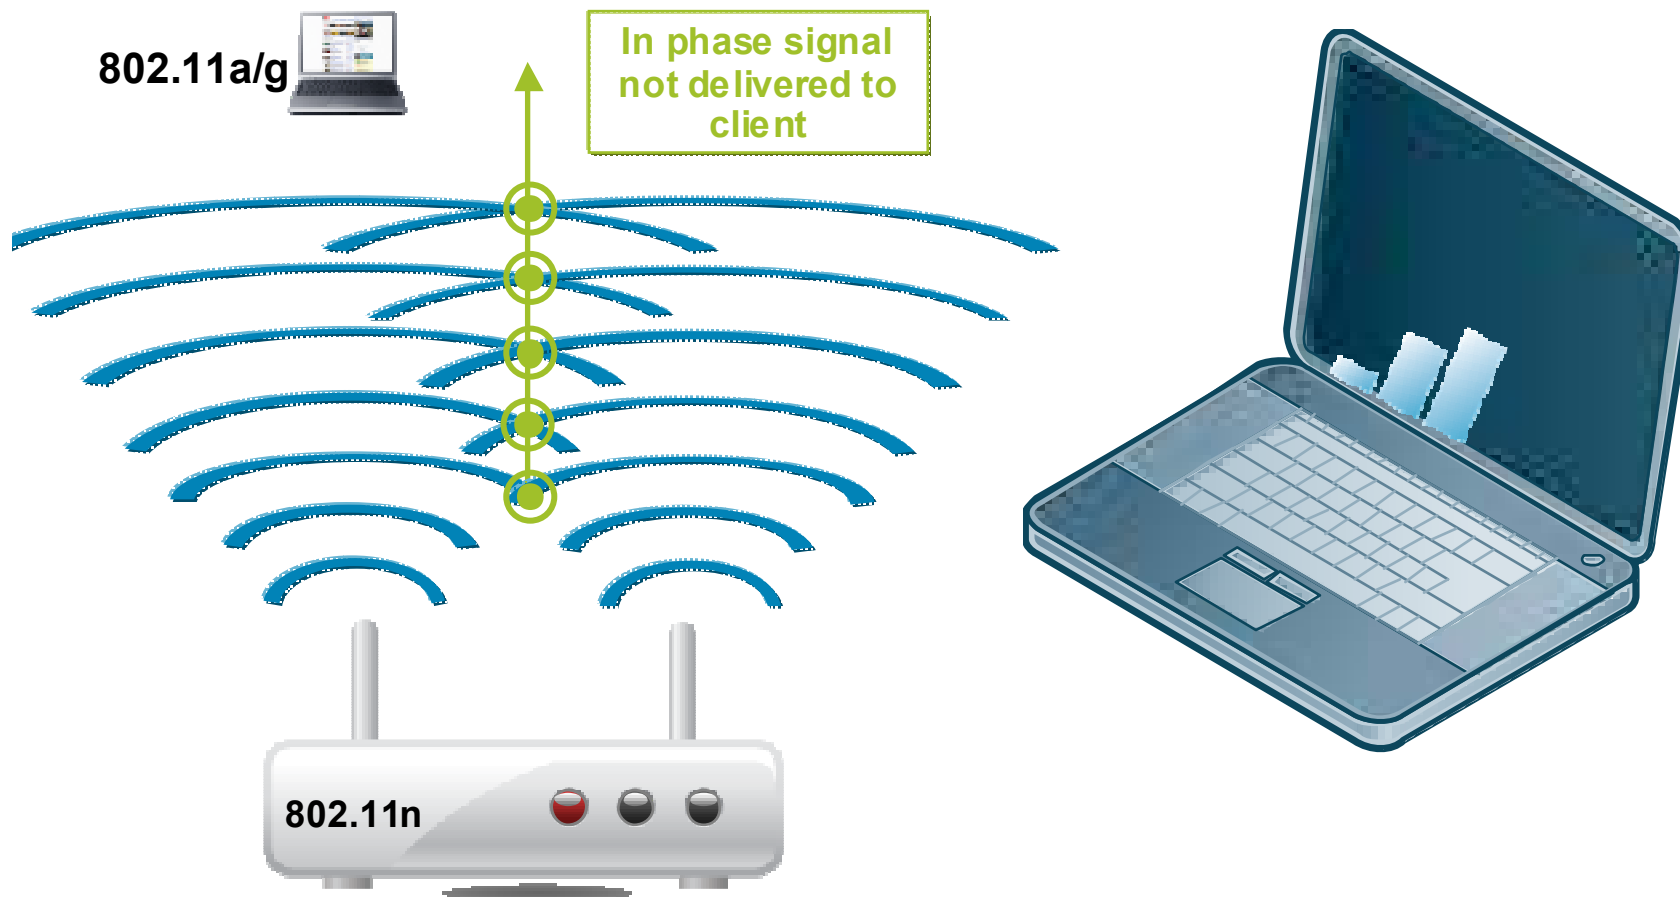 802.11a/g
In phase signal
not delivered to
client
802.11n